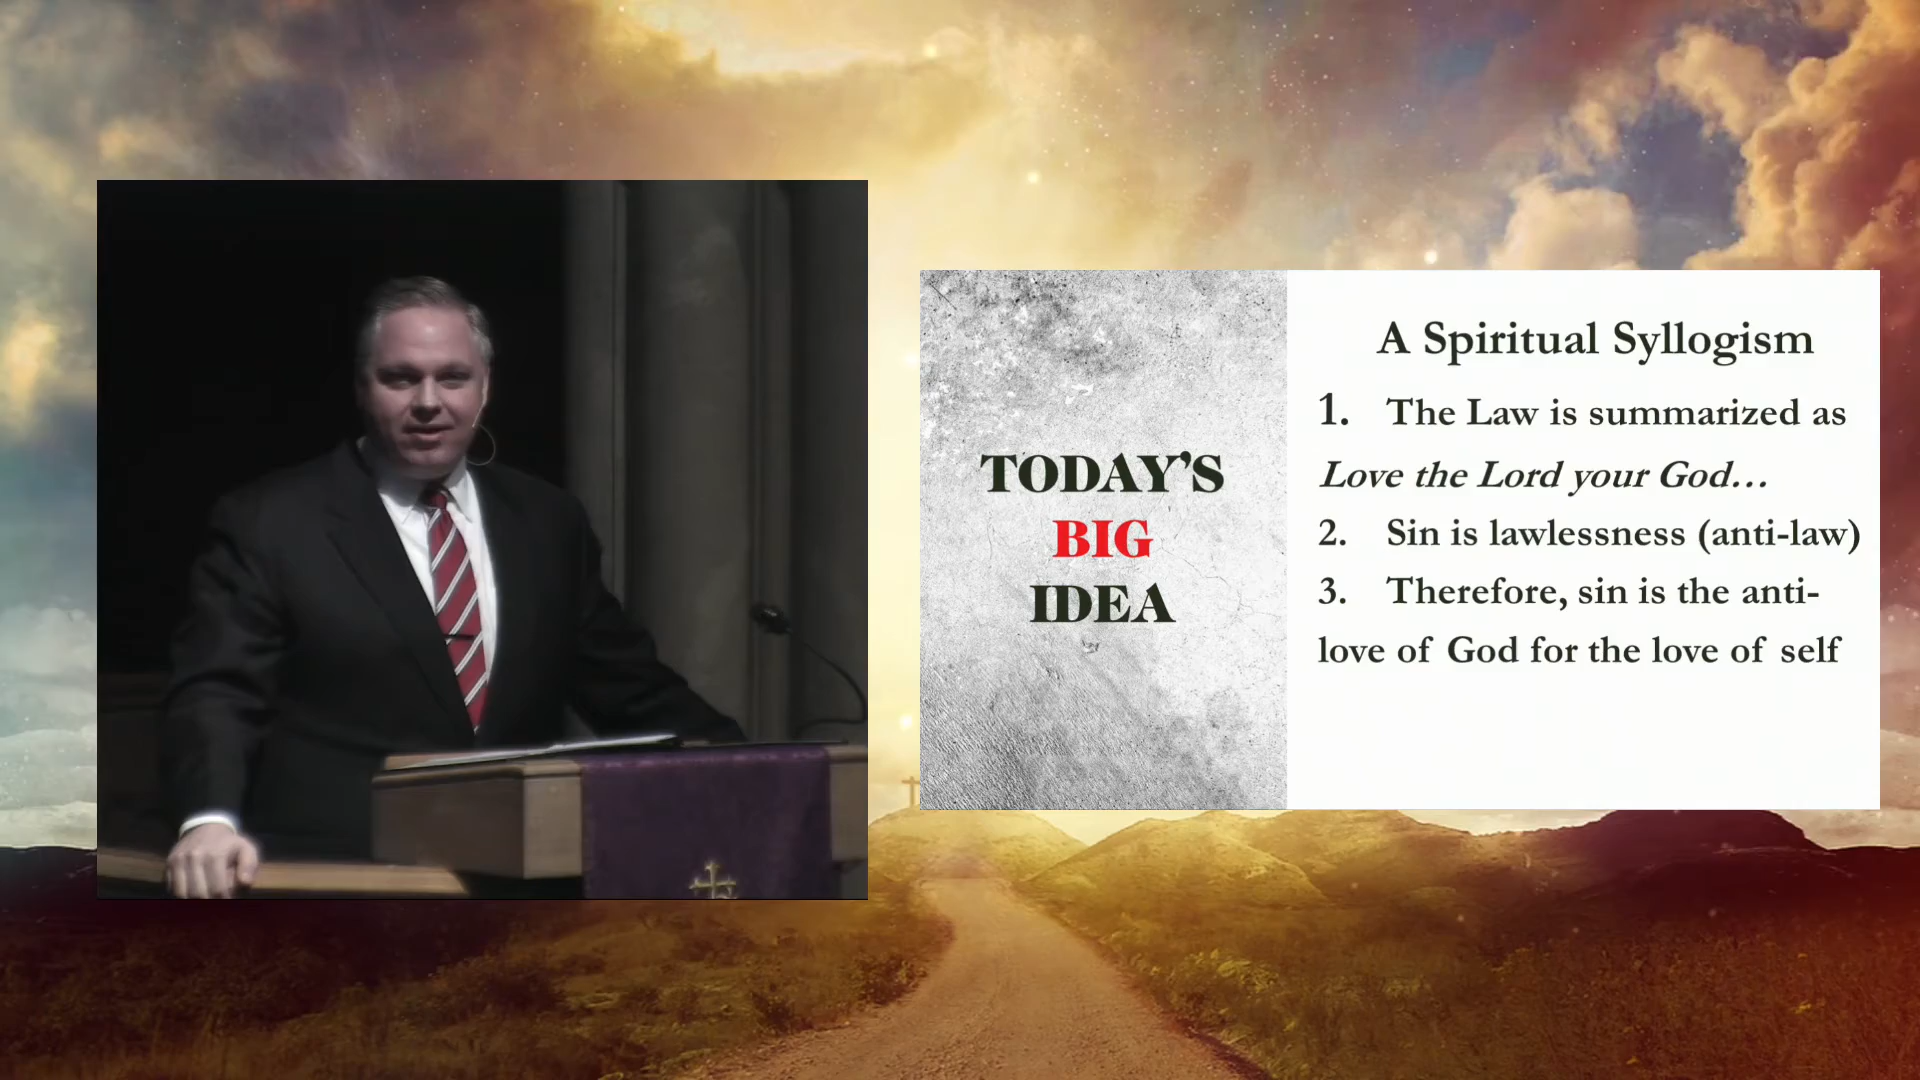 TODAY'S
BIG
IDEA
A Spiritual Syllogism
1. The Law is summarized as
Love the Lord your God...
2. Sin is lawlessness (anti-law)
3. Therefore, sin is the anti-
love of God for the love of self